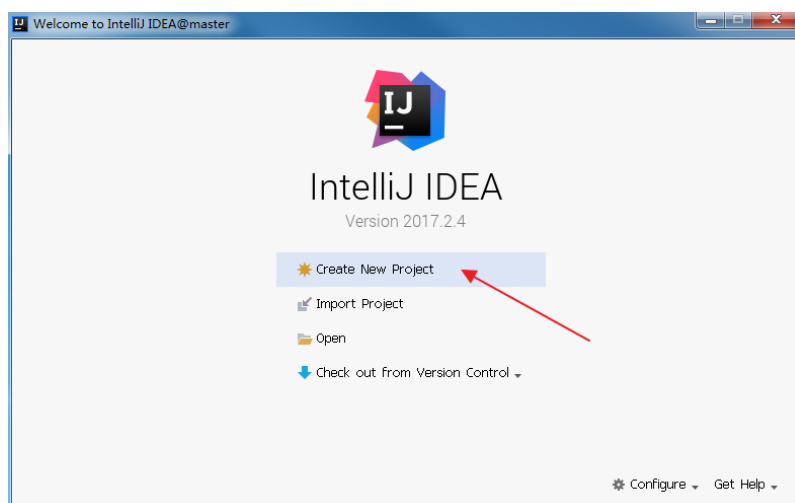 Welcome to IntelliJ IDEA@master
IJ
IntelliJ IDEA
Version 2017.2.4
Create New Project
Import Project
Open
Check out from Version Control
Configure Get Help